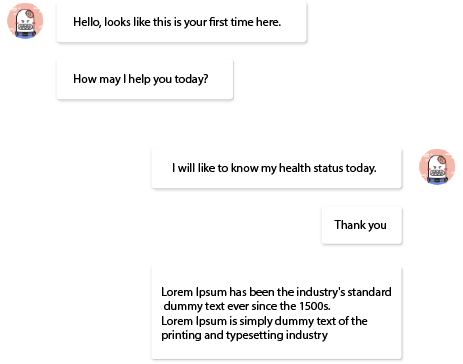 Hello, looks like this is your first time here.
How may I help you today?
I will like to know my health status today.
Thank you
Lorem Ipsum has been the industry's standard
dummy text ever since the 1500s.
Lorem Ipsum is simply dummy text of the
printing and typesetting industry